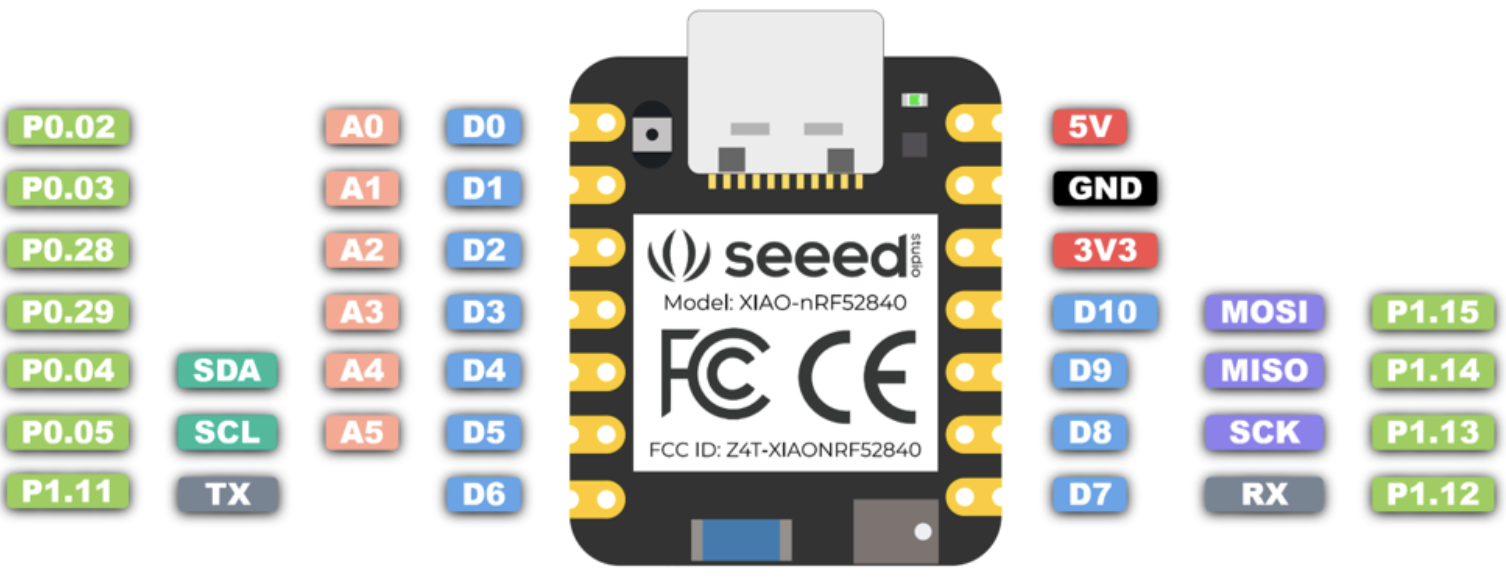 P0.02 A0 D0 5V
P0.03 A1 D1 GND
P0.28 A2 D2 3V3
seeed studio
Model: XIAO-nRF52840
P0.29 A3 D3 D10 MOSI P1.15
P0.04 SDA A4 D4 D9 MISO P1.14
FC CE
P0.05 SCL A5 D5 D8 SCK P1.13
FCC ID: Z4T-XIAONRF52840
P1.11 TX D6 D7 RX P1.12